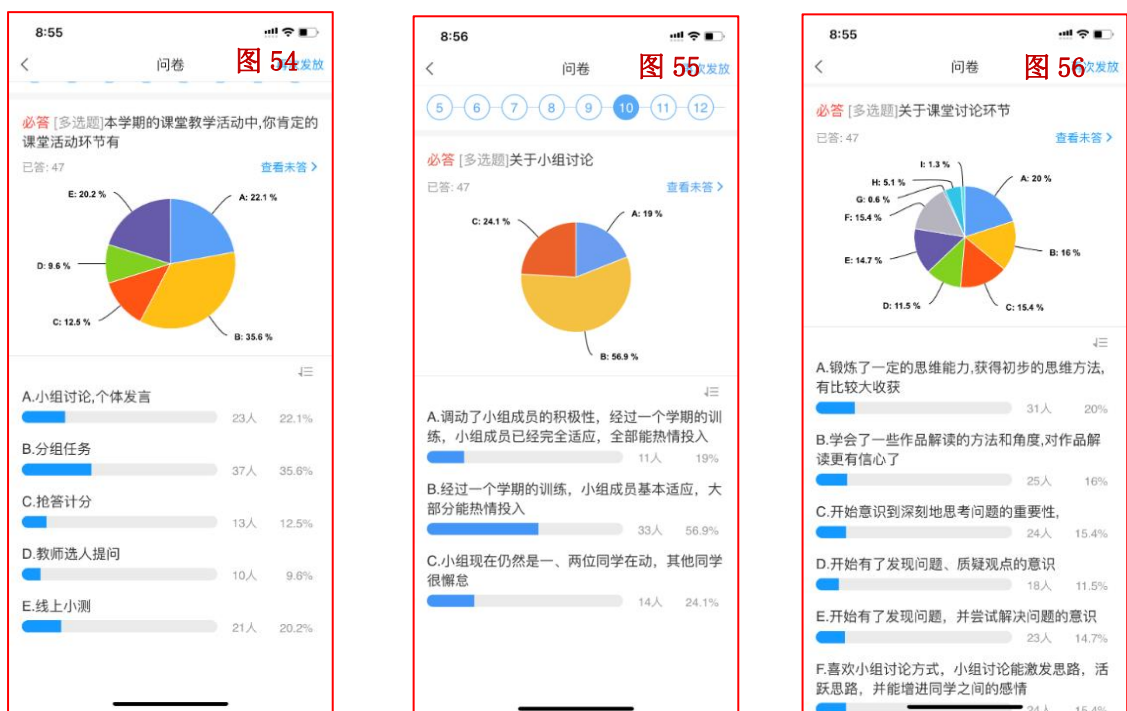 8:55
问卷
图 54
次发放
必答 [多选题]本学期的课堂教学活动中,你肯定的
课堂活动环节有
已答: 47
查看未答
E: 20.2 %
A: 22.1 %
D: 9.6 %
C: 12.5 %
B: 35.6 %
A.小组讨论,个体发言
23人 22.1%
B.分组任务
37人 35.6%
C.抢答计分
13人 12.5%
D.教师选人提问
10人 9.6%
E.线上小测
21人 20.2%
8:56
问卷
图 55
次发放
5 6 7 8 9 10 11 12
必答 [多选题]关于小组讨论
已答: 47
查看未答
C: 24.1 %
A: 19 %
B: 56.9 %
A.调动了小组成员的积极性，经过一个学期的训
练，小组成员已经完全适应，全部能热情投入
11人 19%
B.经过一个学期的训练，小组成员基本适应，大
部分能热情投入
33人 56.9%
C.小组现在仍然是一、两位同学在动，其他同学
很懈怠
14人 24.1%
8:55
问卷
图 56
次发放
必答 [多选题]关于课堂讨论环节
已答: 47
查看未答
I: 1.3 %
H: 5.1 %
G: 0.6 %
F: 15.4 %
A: 20 %
E: 14.7 %
B: 16 %
D: 11.5 %
C: 15.4 %
A.锻炼了一定的思维能力,获得初步的思维方法,
有比较大收获
31人 20%
B.学会了一些作品解读的方法和角度,对作品解
读更有信心了
25人 16%
C.开始意识到深刻地思考问题的重要性,
24人 15.4%
D.开始有了发现问题、质疑观点的意识
18人 11.5%
E.开始有了发现问题，并尝试解决问题的意识
23人 14.7%
F.喜欢小组讨论方式，小组讨论能激发思路，活
跃思路，并能增进同学之间的感情
24人 15.4%